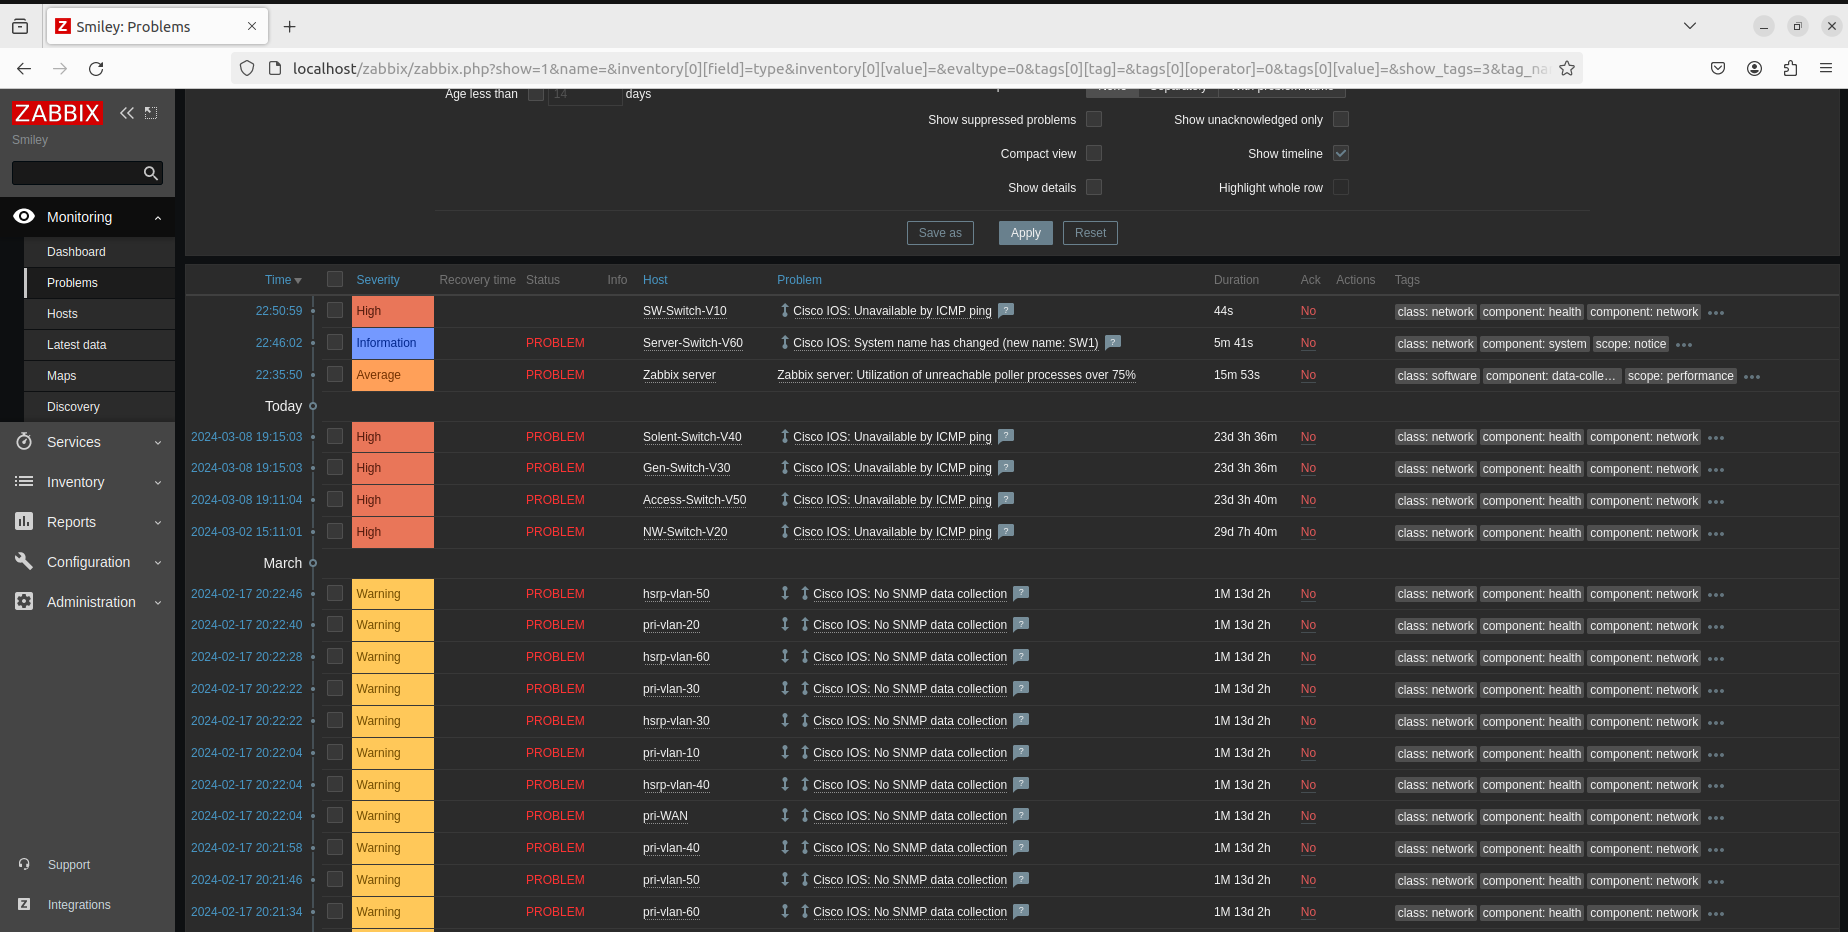 Smiley: Problems
localhost/zabbix/zabbix.php?show=1&name=&inventory[0][field]=type&inventory[0][value]=&evaltype=0&tags[0][tag]=&tags[0][operator]=0&tags[0][value]=&show_tags=3&tag_na
ZABBIX
Smiley
Monitoring
Dashboard
Problems
Hosts
Latest data
Maps
Discovery
Services
Inventory
Reports
Configuration
Administration
Support
Integrations
Age less than 14 days
None Separately With problem name
Show suppressed problems Show unacknowledged only
Compact view Show timeline
Show details Highlight whole row
Save as Apply Reset
Time Severity Recovery time Status Info Host Problem Duration Ack Actions Tags
22:50:59 High SW-Switch-V10 Cisco IOS: Unavailable by ICMP ping ? 44s No class: network component: health component: network
22:46:02 Information PROBLEM Server-Switch-V60 Cisco IOS: System name has changed (new name: SW1) ? 5m 41s No class: network component: system scope: notice
22:35:50 Average PROBLEM Zabbix server Zabbix server: Utilization of unreachable poller processes over 75% 15m 53s No class: software component: data-colle... scope: performance
Today
2024-03-08 19:15:03 High PROBLEM Solent-Switch-V40 Cisco IOS: Unavailable by ICMP ping ? 23d 3h 36m No class: network component: health component: network
2024-03-08 19:15:03 High PROBLEM Gen-Switch-V30 Cisco IOS: Unavailable by ICMP ping ? 23d 3h 36m No class: network component: health component: network
2024-03-08 19:11:04 High PROBLEM Access-Switch-V50 Cisco IOS: Unavailable by ICMP ping ? 23d 3h 40m No class: network component: health component: network
2024-03-02 15:11:01 High PROBLEM NW-Switch-V20 Cisco IOS: Unavailable by ICMP ping ? 29d 7h 40m No class: network component: health component: network
March
2024-02-17 20:22:46 Warning PROBLEM hsrp-vlan-50 Cisco IOS: No SNMP data collection ? 1M 13d 2h No class: network component: health component: network
2024-02-17 20:22:40 Warning PROBLEM pri-vlan-20 Cisco IOS: No SNMP data collection ? 1M 13d 2h No class: network component: health component: network
2024-02-17 20:22:28 Warning PROBLEM hsrp-vlan-60 Cisco IOS: No SNMP data collection ? 1M 13d 2h No class: network component: health component: network
2024-02-17 20:22:22 Warning PROBLEM pri-vlan-30 Cisco IOS: No SNMP data collection ? 1M 13d 2h No class: network component: health component: network
2024-02-17 20:22:22 Warning PROBLEM hsrp-vlan-30 Cisco IOS: No SNMP data collection ? 1M 13d 2h No class: network component: health component: network
2024-02-17 20:22:04 Warning PROBLEM pri-vlan-10 Cisco IOS: No SNMP data collection ? 1M 13d 2h No class: network component: health component: network
2024-02-17 20:22:04 Warning PROBLEM hsrp-vlan-40 Cisco IOS: No SNMP data collection ? 1M 13d 2h No class: network component: health component: network
2024-02-17 20:22:04 Warning PROBLEM pri-WAN Cisco IOS: No SNMP data collection ? 1M 13d 2h No class: network component: health component: network
2024-02-17 20:21:58 Warning PROBLEM pri-vlan-40 Cisco IOS: No SNMP data collection ? 1M 13d 2h No class: network component: health component: network
2024-02-17 20:21:46 Warning PROBLEM pri-vlan-50 Cisco IOS: No SNMP data collection ? 1M 13d 2h No class: network component: health component: network
2024-02-17 20:21:34 Warning PROBLEM pri-vlan-60 Cisco IOS: No SNMP data collection ? 1M 13d 2h No class: network component: health component: network